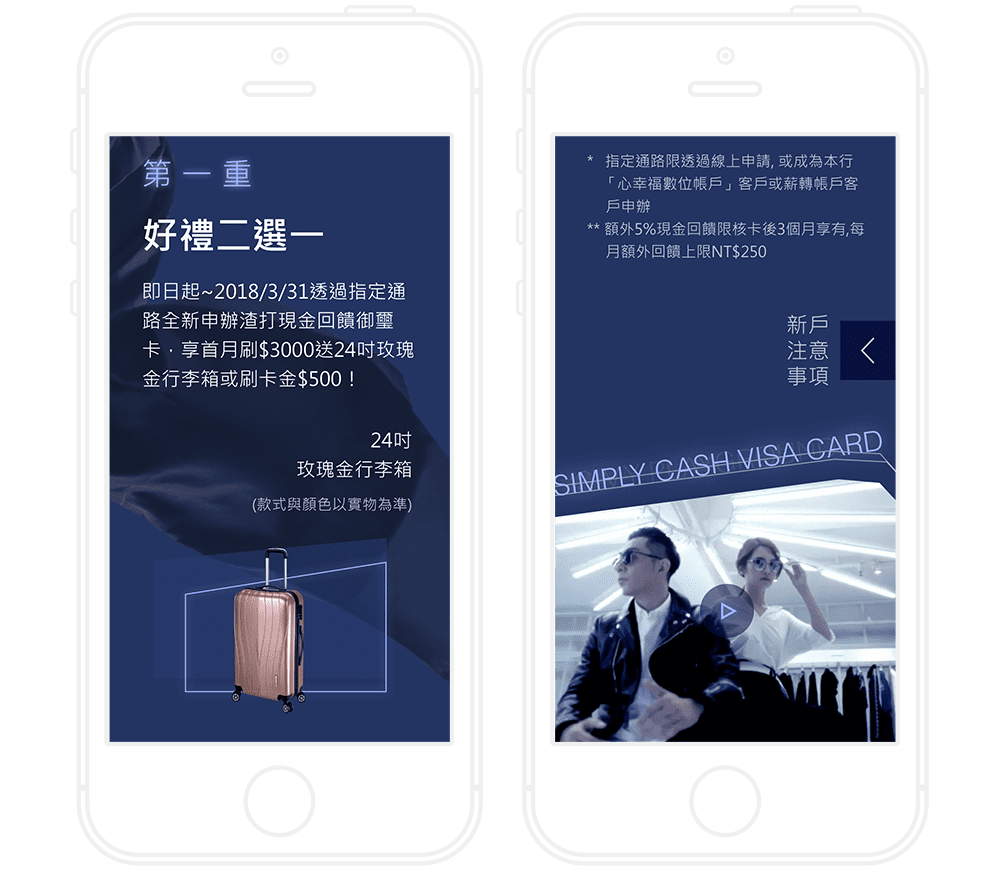 第一重
好禮二選一
即日起~2018/3/31透過指定通
路全新申辦渣打現金回饋御璽
卡，享首月刷$3000送24吋玫瑰
金行李箱或刷卡金$500！
24吋
玫瑰金行李箱
(款式與顏色以實物為準)
* 指定通路限透過線上申請, 或成為本行
「心幸福數位帳戶」客戶或薪轉帳戶客
戶申辦
** 額外5%現金回饋限核卡後3個月享有,每
月額外回饋上限NT$250
新戶
注意
事項
SIMPLY CASH VISA CARD